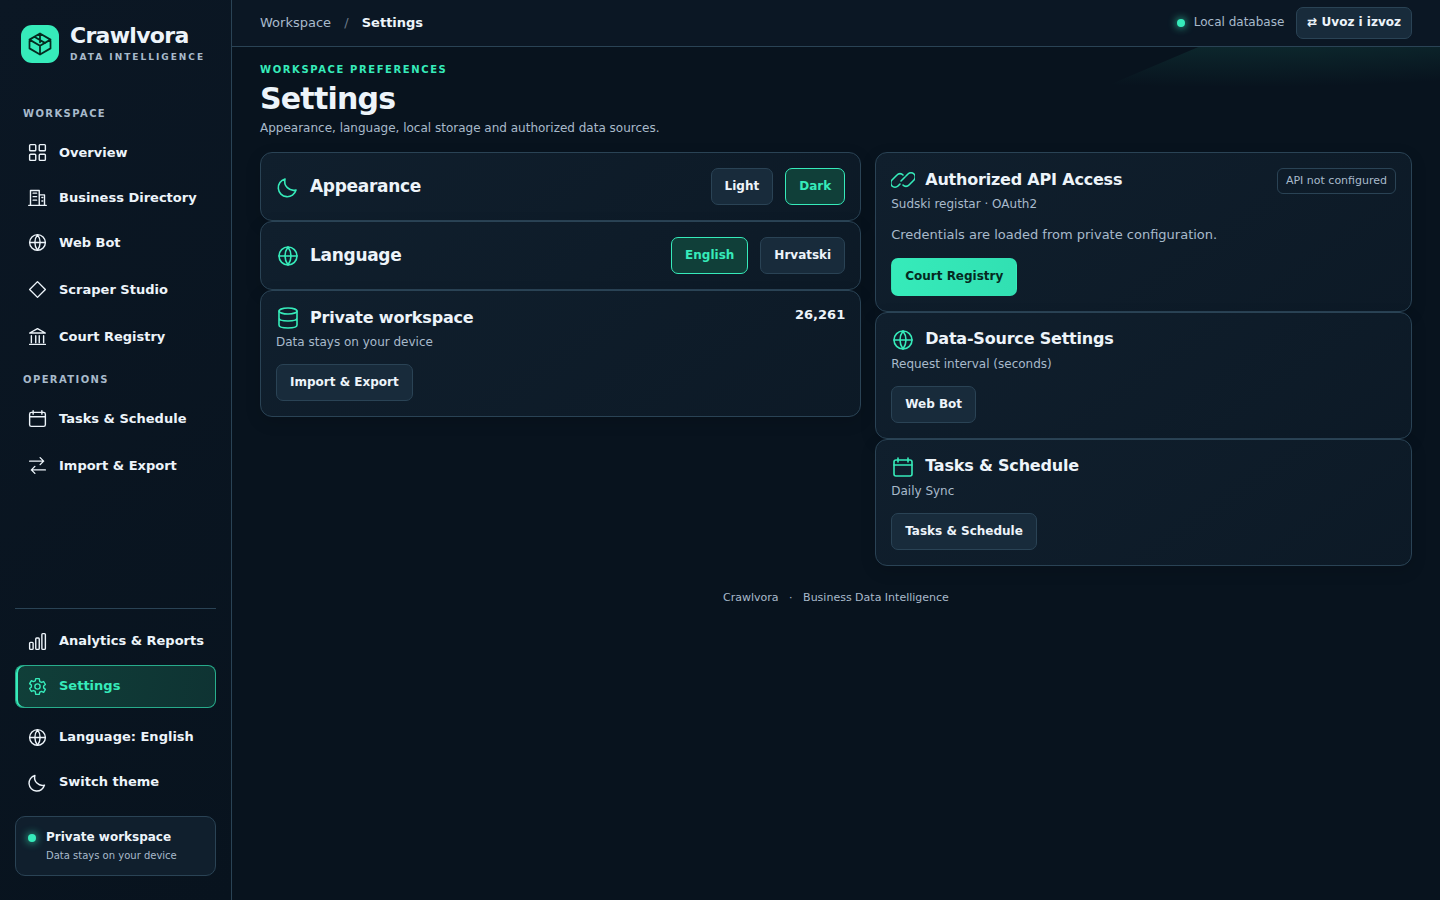 Crawlvora
DATA INTELLIGENCE
WORKSPACE
Overview
Business Directory
Web Bot
Scraper Studio
Court Registry
OPERATIONS
Tasks & Schedule
Import & Export
Analytics & Reports
Settings
Language: English
Switch theme
Private workspace
Data stays on your device
Workspace / Settings
Local database
⇄ Uvoz i izvoz
WORKSPACE PREFERENCES
Settings
Appearance, language, local storage and authorized data sources.
Appearance
Light
Dark
Language
English
Hrvatski
Private workspace
26,261
Data stays on your device
Import & Export
Authorized API Access
API not configured
Sudski registar · OAuth2
Credentials are loaded from private configuration.
Court Registry
Data-Source Settings
Request interval (seconds)
Web Bot
Tasks & Schedule
Daily Sync
Tasks & Schedule
Crawlvora · Business Data Intelligence